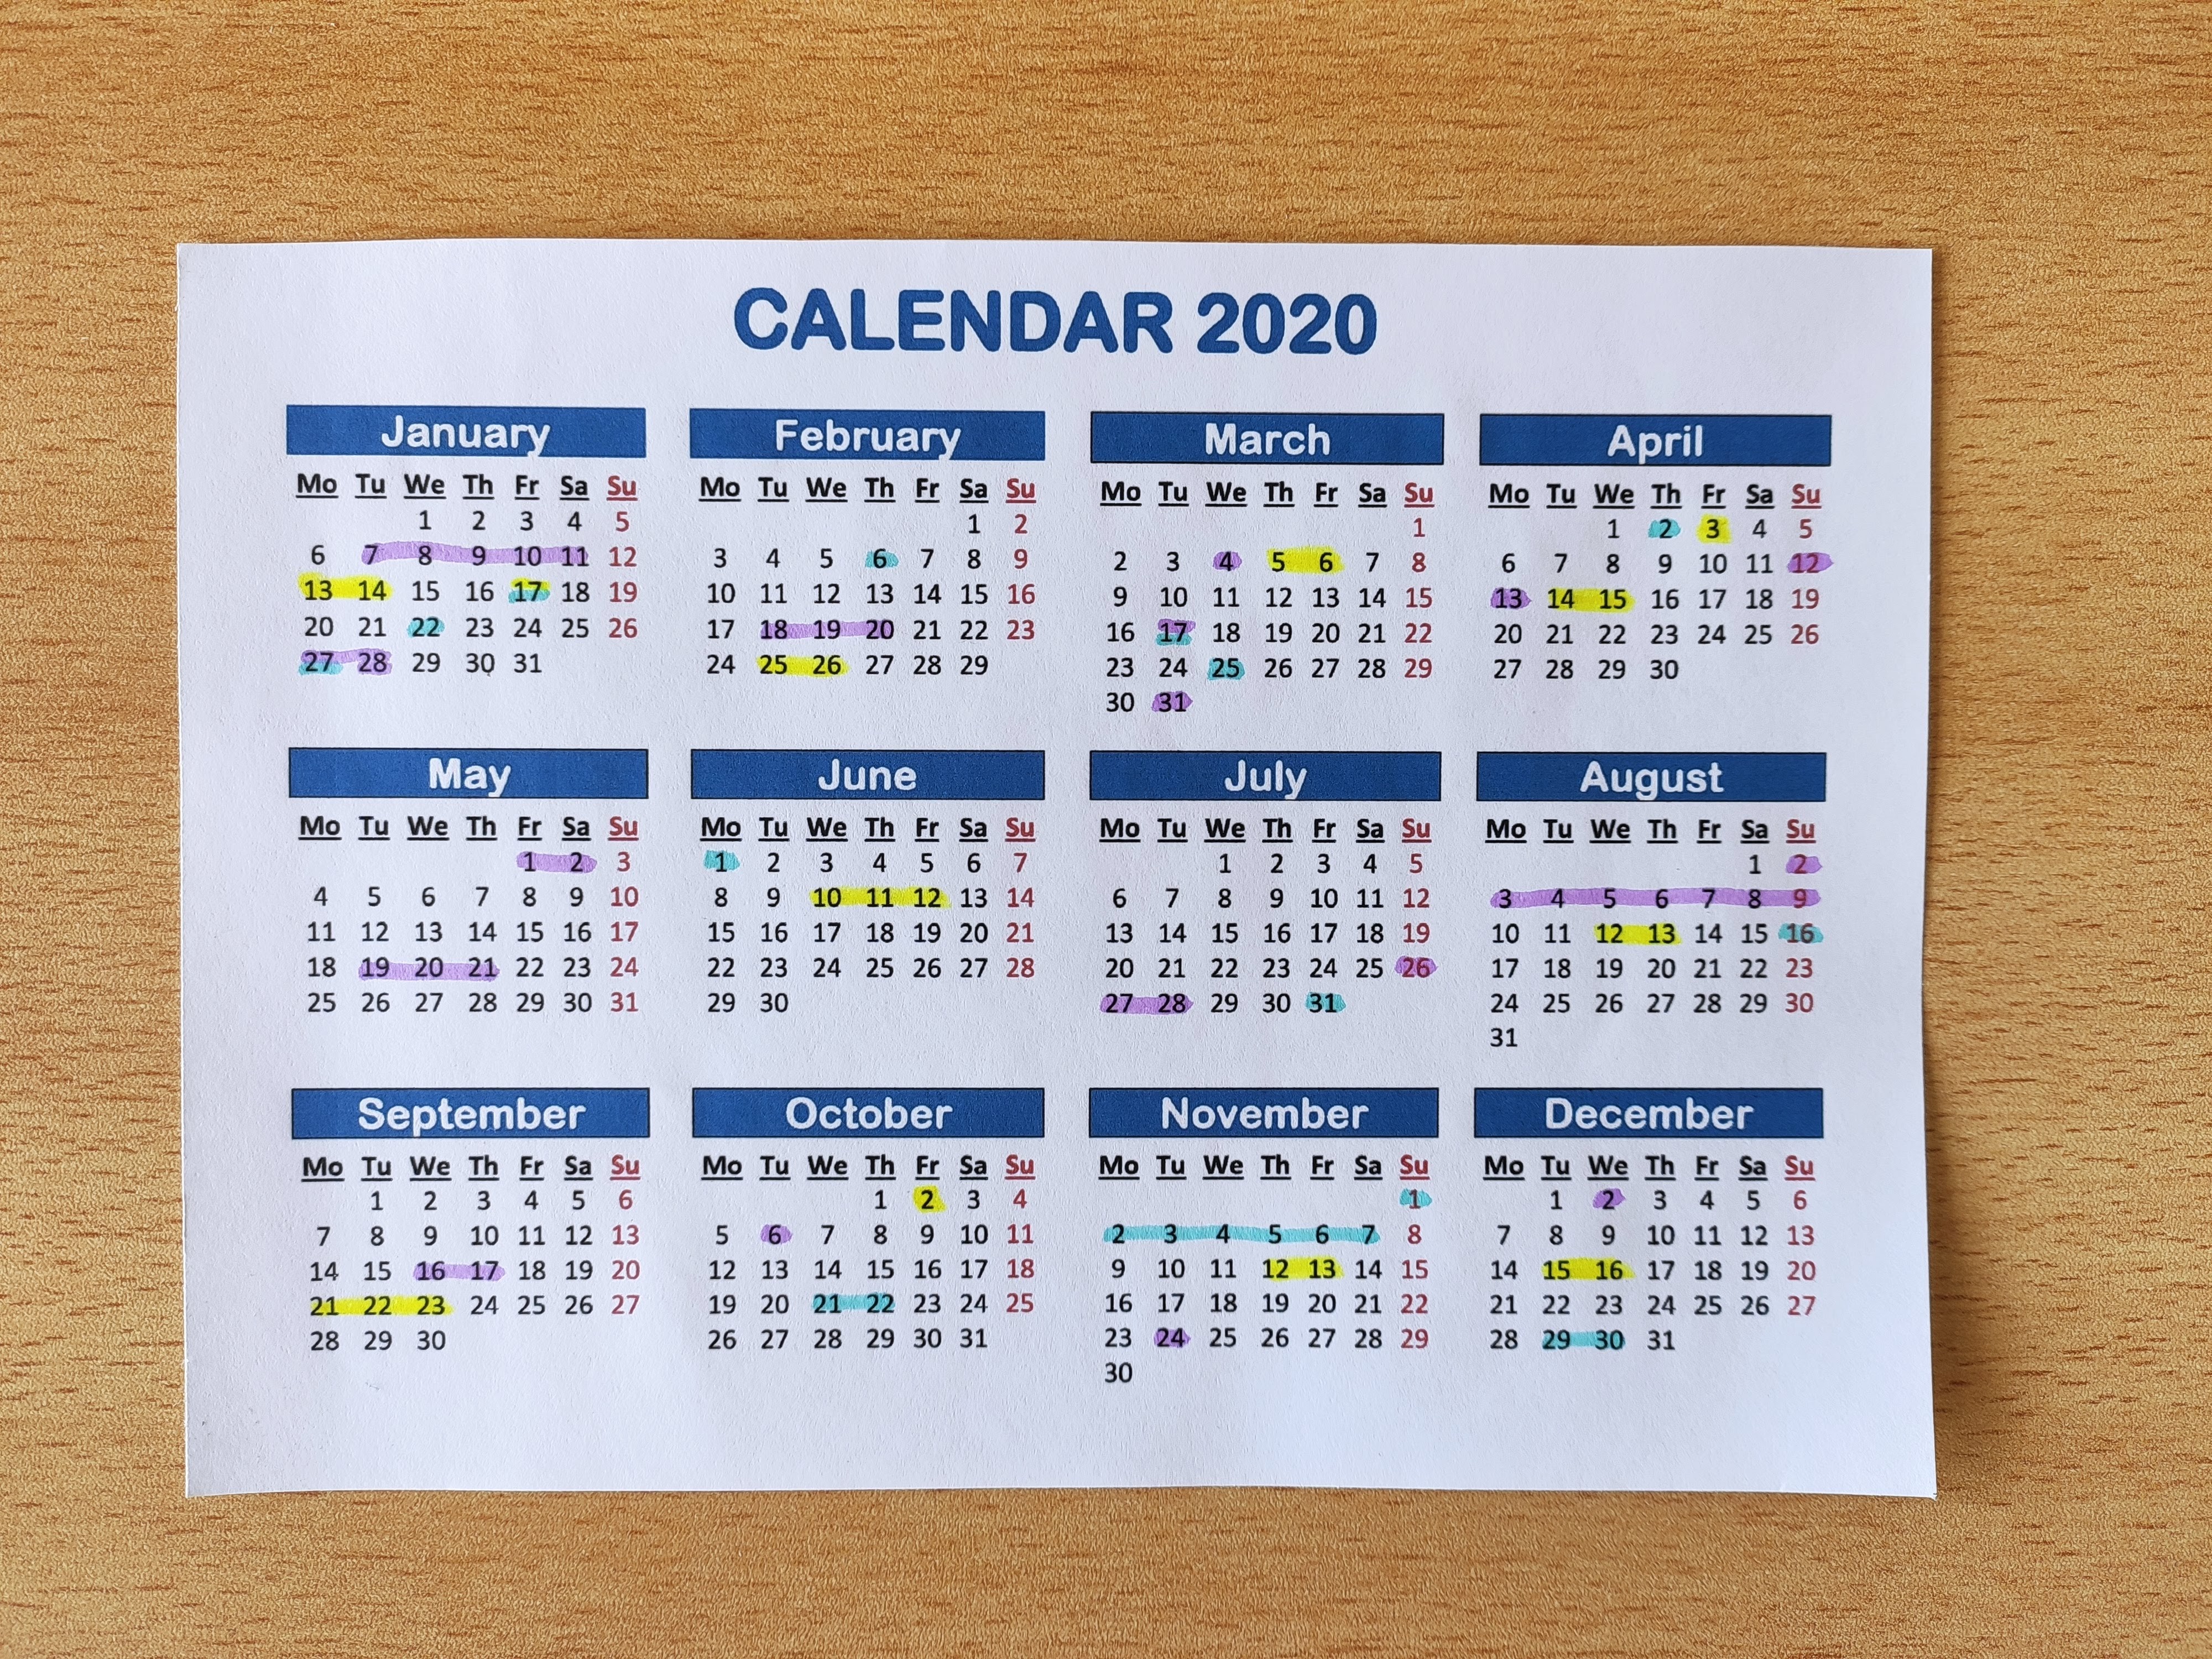 CALENDAR 2020
January
Mo Tu We Th Fr Sa Su
1 2 3 4 5
6 7 8 9 10 11 12
13 14 15 16 17 18 19
20 21 22 23 24 25 26
27 28 29 30 31
February
Mo Tu We Th Fr Sa Su
1 2
3 4 5 6 7 8 9
10 11 12 13 14 15 16
17 18 19 20 21 22 23
24 25 26 27 28 29
March
Mo Tu We Th Fr Sa Su
1
2 3 4 5 6 7 8
9 10 11 12 13 14 15
16 17 18 19 20 21 22
23 24 25 26 27 28 29
30 31
April
Mo Tu We Th Fr Sa Su
1 2 3 4 5
6 7 8 9 10 11 12
13 14 15 16 17 18 19
20 21 22 23 24 25 26
27 28 29 30
May
Mo Tu We Th Fr Sa Su
1 2 3
4 5 6 7 8 9 10
11 12 13 14 15 16 17
18 19 20 21 22 23 24
25 26 27 28 29 30 31
June
Mo Tu We Th Fr Sa Su
1 2 3 4 5 6 7
8 9 10 11 12 13 14
15 16 17 18 19 20 21
22 23 24 25 26 27 28
29 30
July
Mo Tu We Th Fr Sa Su
1 2 3 4 5
6 7 8 9 10 11 12
13 14 15 16 17 18 19
20 21 22 23 24 25 26
27 28 29 30 31
August
Mo Tu We Th Fr Sa Su
1 2
3 4 5 6 7 8 9
10 11 12 13 14 15 16
17 18 19 20 21 22 23
24 25 26 27 28 29 30
31
September
Mo Tu We Th Fr Sa Su
1 2 3 4 5 6
7 8 9 10 11 12 13
14 15 16 17 18 19 20
21 22 23 24 25 26 27
28 29 30
October
Mo Tu We Th Fr Sa Su
1 2 3 4
5 6 7 8 9 10 11
12 13 14 15 16 17 18
19 20 21 22 23 24 25
26 27 28 29 30 31
November
Mo Tu We Th Fr Sa Su
1
2 3 4 5 6 7 8
9 10 11 12 13 14 15
16 17 18 19 20 21 22
23 24 25 26 27 28 29
30
December
Mo Tu We Th Fr Sa Su
1 2 3 4 5 6
7 8 9 10 11 12 13
14 15 16 17 18 19 20
21 22 23 24 25 26 27
28 29 30 31